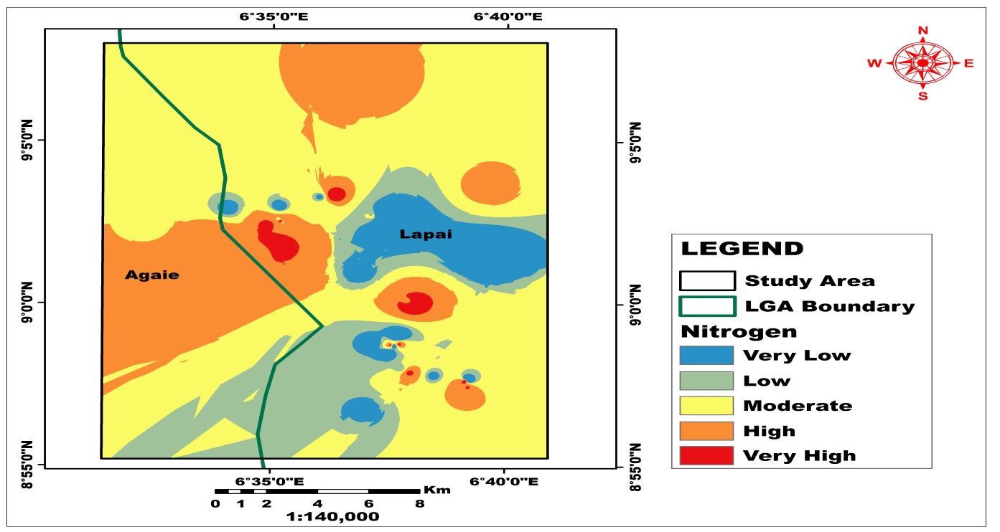 6°35'0"E 6°40'0"E
N
W E
S
9°5'0"N 9°5'0"N
Lapai
Agaie
9°0'0"N 9°0'0"N
8°55'0"N 8°55'0"N
6°35'0"E 6°40'0"E
Km
0 1 2 4 6 8
1:140,000
LEGEND
Study Area
LGA Boundary
Nitrogen
Very Low
Low
Moderate
High
Very High